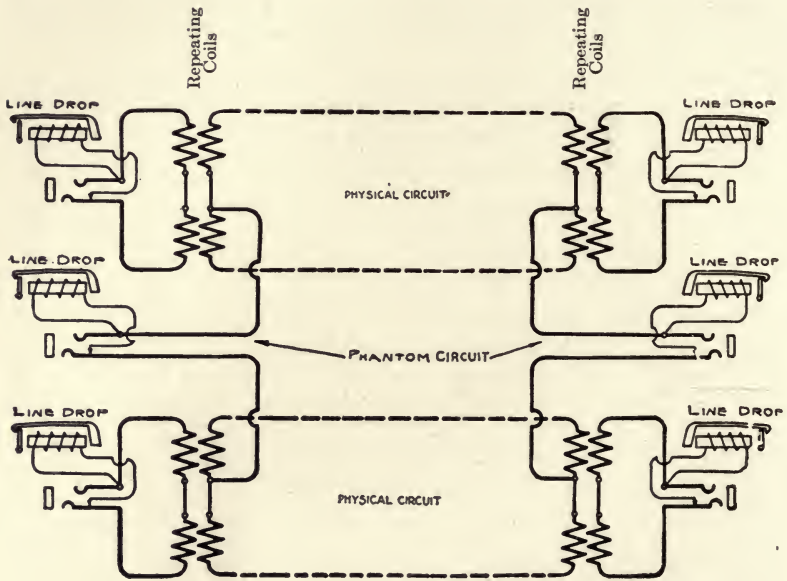 Repeating
Coils
Repeating
Coils
LINE DROP
LINE DROP
PHYSICAL CIRCUIT
LINE DROP
LINE DROP
PHANTOM CIRCUIT
LINE DROP
LINE DROP
PHYSICAL CIRCUIT